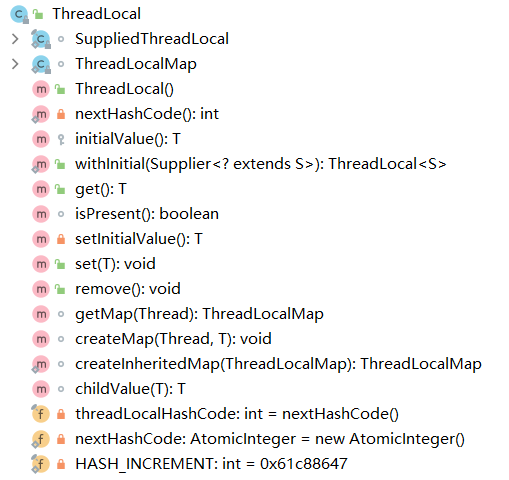 ThreadLocal
SuppliedThreadLocal
ThreadLocalMap
ThreadLocal()
nextHashCode(): int
initialValue(): T
withInitial(Supplier<? extends S>): ThreadLocal<S>
get(): T
isPresent(): boolean
setInitialValue(): T
set(T): void
remove(): void
getMap(Thread): ThreadLocalMap
createMap(Thread, T): void
createInheritedMap(ThreadLocalMap): ThreadLocalMap
childValue(T): T
threadLocalHashCode: int = nextHashCode()
nextHashCode: AtomicInteger = new AtomicInteger()
HASH_INCREMENT: int = 0x61c88647